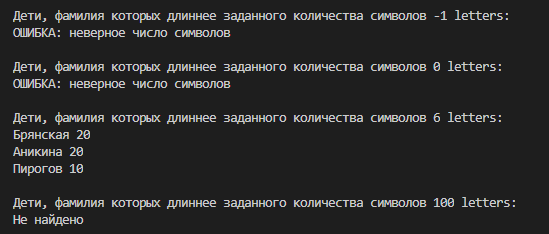 Дети, фамилия которых длиннее заданного количества символов -1 letters:
ОШИБКА: неверное число символов
Дети, фамилия которых длиннее заданного количества символов 0 letters:
ОШИБКА: неверное число символов
Дети, фамилия которых длиннее заданного количества символов 6 letters:
Брянская 20
Аникина 20
Пирогов 10
Дети, фамилия которых длиннее заданного количества символов 100 letters:
Не найдено